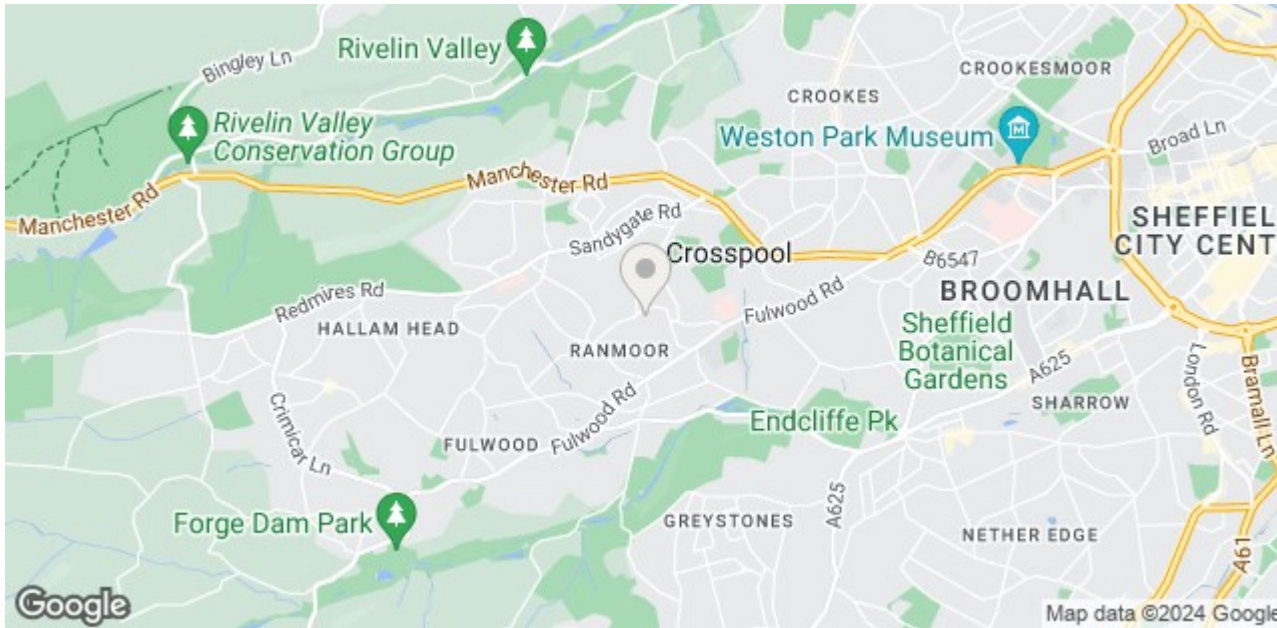 Rivelin Valley
Bingley Ln
CROOKESMOOR
CROOKES
Rivelin Valley
Conservation Group
Weston Park Museum
Broad Ln
Manchester Rd
Manchester Rd
Sandygate Rd
SHEFFIEL
CITY CENT
Crosspool
B6547
Redmires Rd
BROOMHALL
Fulwood Rd
HALLAM HEAD
Sheffield
Botanical
Gardens
RANMOOR
A625
London Rd
Bramall Ln
SHARROW
Crimicar Ln
Fulwood Rd
Endcliffe Pk
FULWOOD
A625
Forge Dam Park
GREYSTONES
NETHER EDGE
A61
Google
Map data ©2024 Google